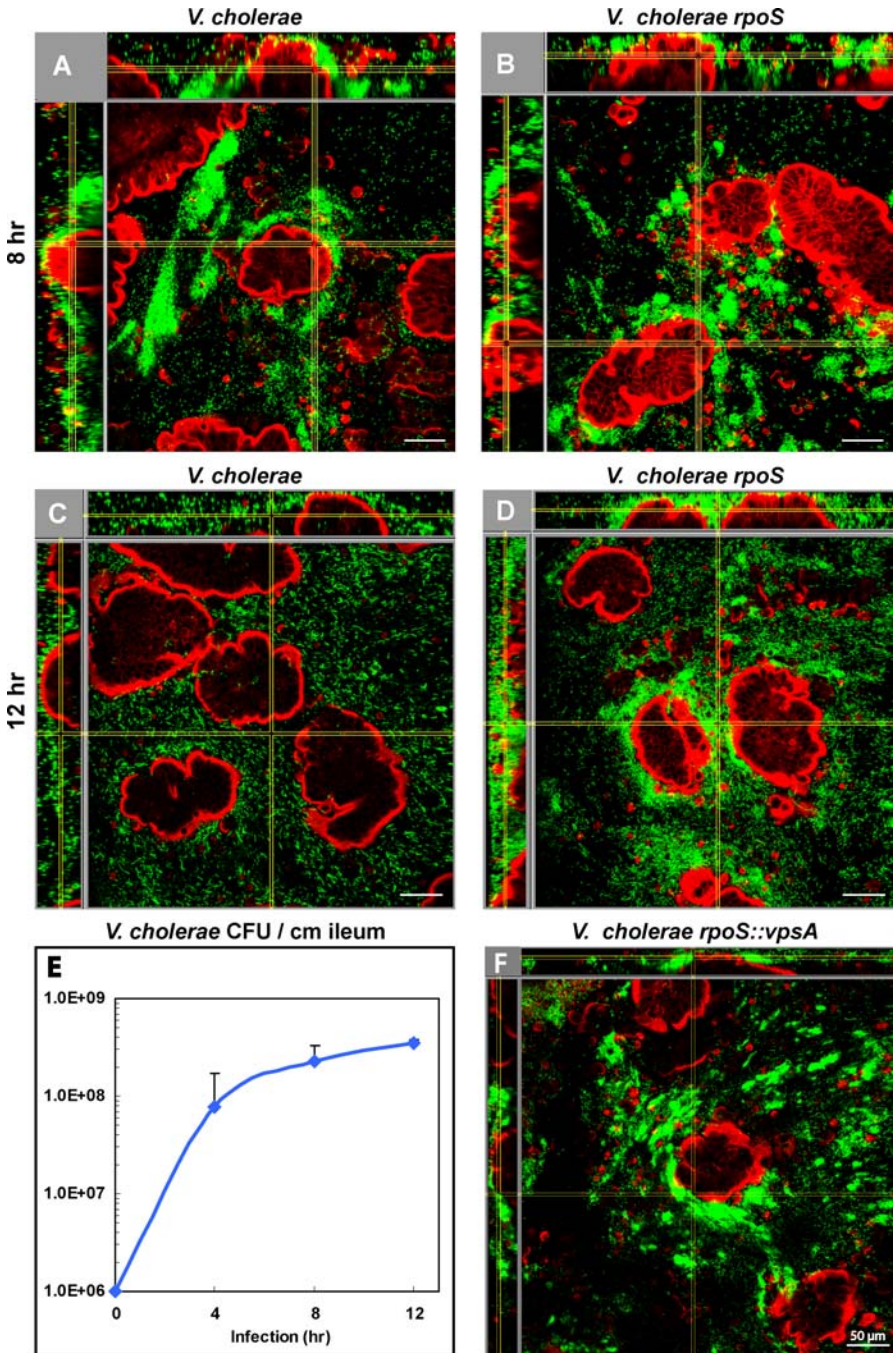 V. cholerae
V. cholerae rpoS
A
B
8 hr
V. cholerae
V. cholerae rpoS
C
D
12 hr
V. cholerae CFU / cm ileum
V. cholerae rpoS::vpsA
E
F
1.0E+09
1.0E+08
1.0E+07
1.0E+06
0
4
8
12
Infection (hr)
50 µm